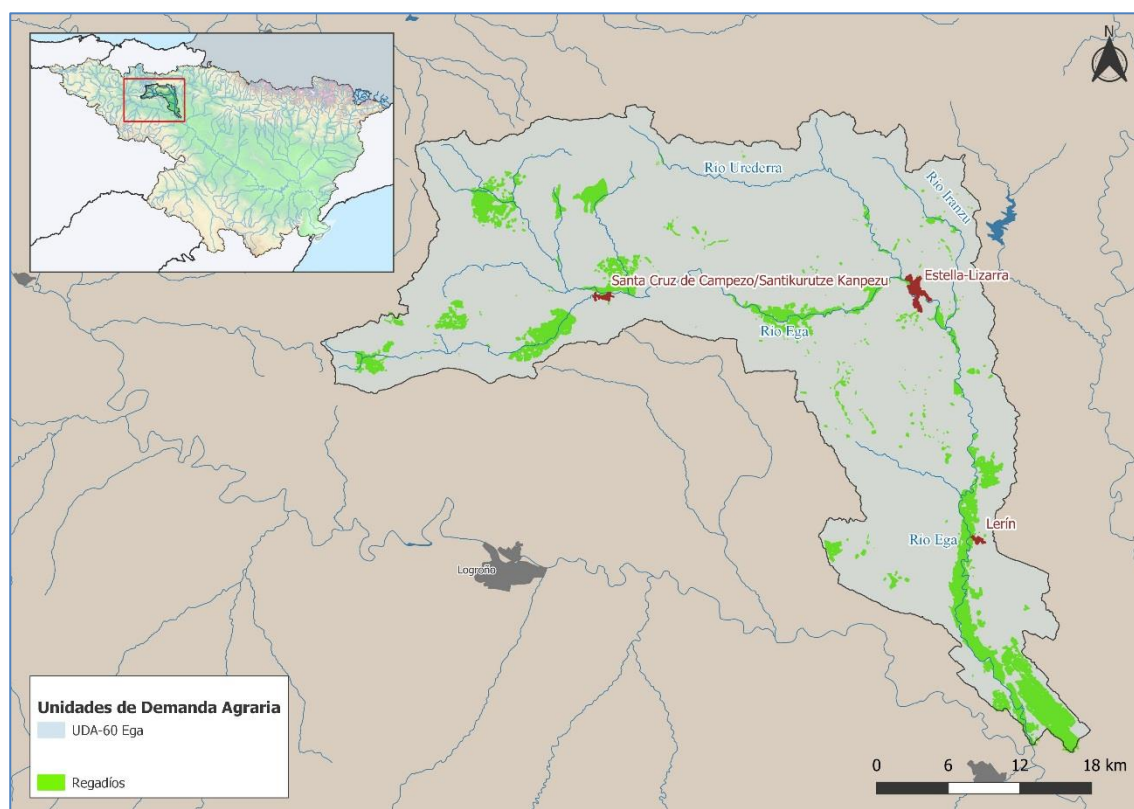 N
Río Urederra
Río Iranzu
Santa Cruz de Campezo/Santikurutze Kanpezu
Estella-Lizarra
Río Ega
Lerín
Río Ega
Logroño
Unidades de Demanda Agraria
UDA-60 Ega
Regadíos
0 6 12 18 km